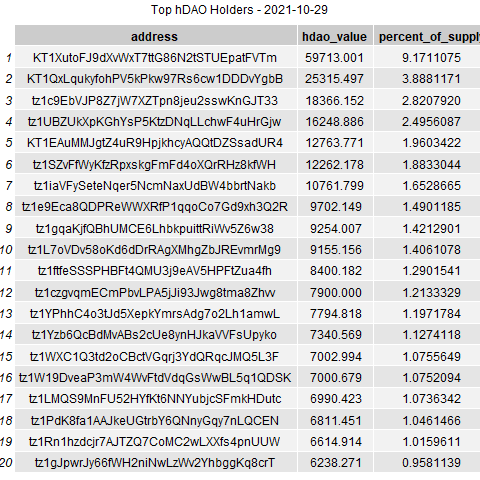 Top hDAO Holders - 2021-10-29
address hdao_value percent_of_supply
1 KT1XutoFJ9dXvWxT7ttG86N2tSTUEpatFVTm 59713.001 9.1711075
2 KT1QxLqukyfohPV5kPkw97Rs6cw1DDDvYgbB 25315.497 3.8881171
3 tz1c9EbVJP8Z7jW7XZTpn8jeu2sswKnGJT33 18366.152 2.8207920
4 tz1UBZUkXpKGhYsP5KtzDNqLLchwF4uHrGjw 16248.886 2.4956087
5 KT1EAuMMJgtZ4uR9HpjkhcyAQQtDZSsadUR4 12763.771 1.9603422
6 tz1SZvFfWyKfzRpxskgFmFd4oXQrRHz8kfWH 12262.178 1.8833044
7 tz1iaVFySeteNqer5NcmNaxUdBW4bbrtNakb 10761.799 1.6528665
8 tz1e9Eca8QDPReWWXRfP1qqoCo7Gd9xh3Q2R 9702.149 1.4901185
9 tz1gqaKjfQBhUMCE6LhbkpuittRiWv5Z6w38 9254.007 1.4212901
10 tz1L7oVDv58oKd6dDrRAgXMhgZbJREvmrMg9 9155.156 1.4061078
11 tz1ftfeSSSPHBFt4QMU3j9eAV5HPFtZua4fh 8400.182 1.2901541
12 tz1czgvqmECmPbvLPA5jJi93Jwg8tma8Zhvv 7900.000 1.2133329
13 tz1YPhhC4o3tJd5XepkYmrsAdg7o2Lh1amwL 7794.818 1.1971784
14 tz1Yzb6QcBdMvABs2cUe8ynHJkaVVFsUpyko 7340.569 1.1274118
15 tz1WXC1Q3td2oCBctVGqrj3YdQRqcJMQ5L3F 7002.994 1.0755649
16 tz1W19DveaP3mW4WvFtdVdqGsWwBL5q1QDSK 7000.679 1.0752094
17 tz1LMQS9MnFU52HYfKt6NNYubjcSFmkHDutc 6990.423 1.0736342
18 tz1PdK8fa1AAJkeUGtrbY6QNnyGqy7nLQCEN 6811.451 1.0461466
19 tz1Rn1hzdcjr7AJTZQ7CoMC2wLXXfs4pnUUW 6614.914 1.0159611
20 tz1gJpwrJy66fWH2niNwLzWv2YhbggKq8crT 6238.271 0.9581139